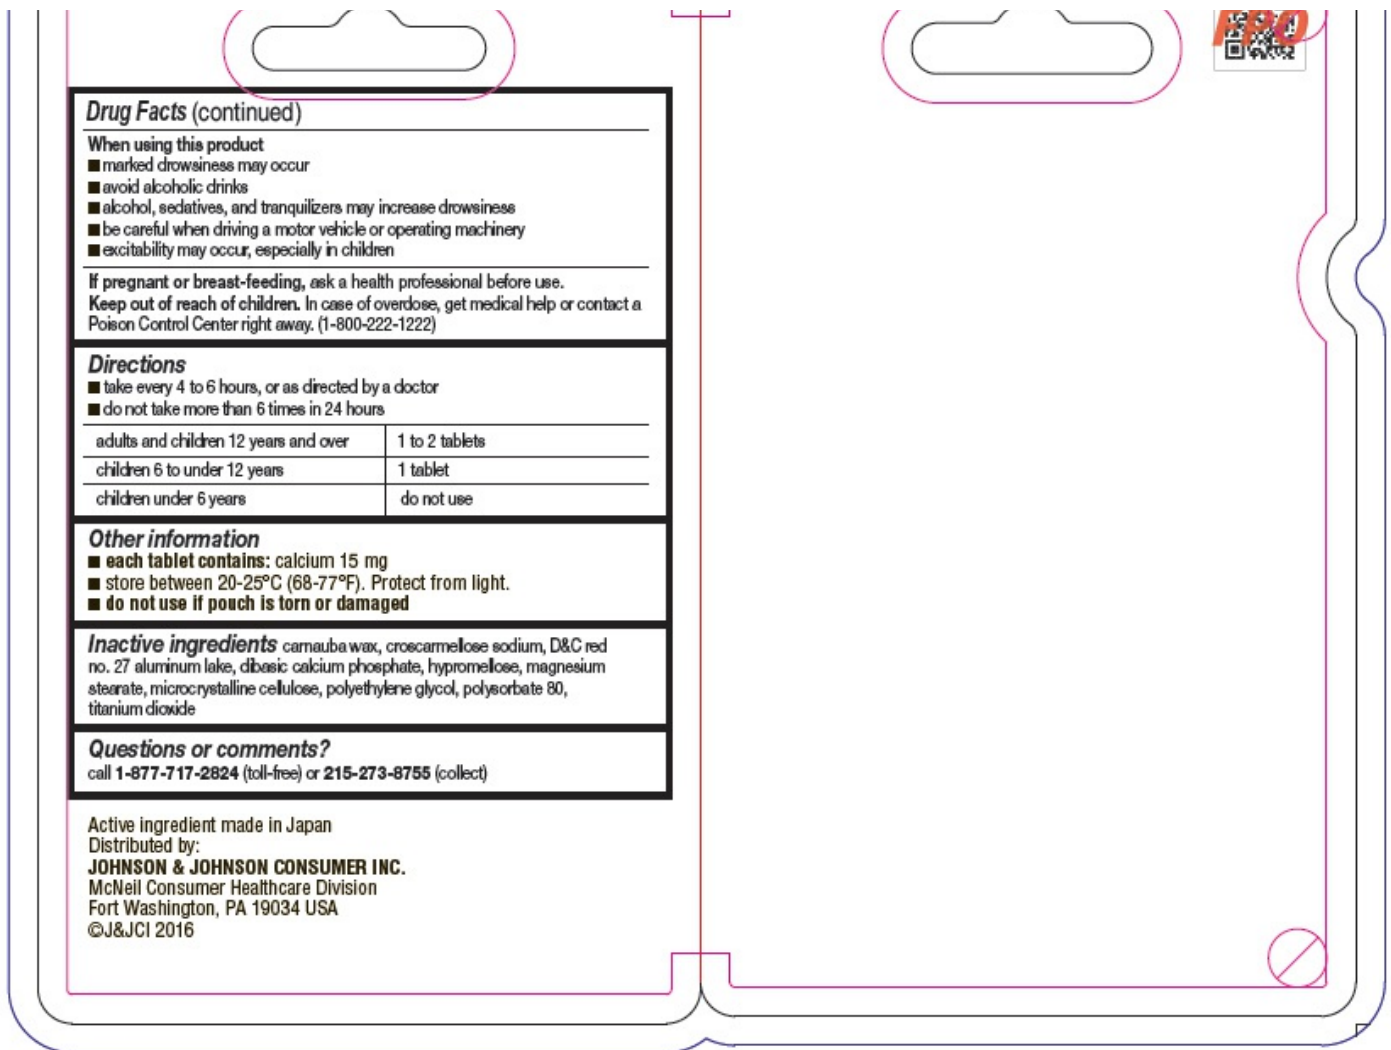 FPO
Drug Facts (continued)
When using this product
■ marked drowsiness may occur
■ avoid alcoholic drinks
■ alcohol, sedatives, and tranquilizers may increase drowsiness
■ be careful when driving a motor vehicle or operating machinery
■ excitability may occur, especially in children
If pregnant or breast-feeding, ask a health professional before use.
Keep out of reach of children. In case of overdose, get medical help or contact a
Poison Control Center right away. (1-800-222-1222)
Directions
■ take every 4 to 6 hours, or as directed by a doctor
■ do not take more than 6 times in 24 hours
adults and children 12 years and over 1 to 2 tablets
children 6 to under 12 years 1 tablet
children under 6 years do not use
Other information
■ each tablet contains: calcium 15 mg
■ store between 20-25°C (68-77°F). Protect from light.
■ do not use if pouch is torn or damaged
Inactive ingredients carnauba wax, croscarmellose sodium, D&C red
no. 27 aluminum lake, dibasic calcium phosphate, hypromellose, magnesium
stearate, microcrystalline cellulose, polyethylene glycol, polysorbate 80,
titanium dioxide
Questions or comments?
call 1-877-717-2824 (toll-free) or 215-273-8755 (collect)
Active ingredient made in Japan
Distributed by:
JOHNSON & JOHNSON CONSUMER INC.
McNeil Consumer Healthcare Division
Fort Washington, PA 19034 USA
©J&JCI 2016